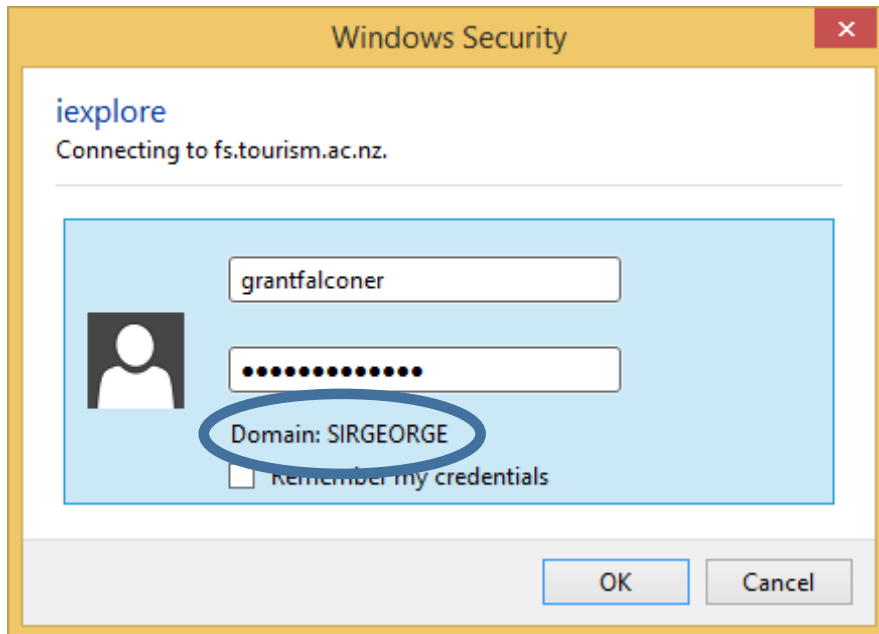 Windows Security
iexplore
Connecting to fs.tourism.ac.nz.
grantfalconer
●●●●●●●●●●●●●
Domain: SIRGEORGE
Remember my credentials
OK Cancel